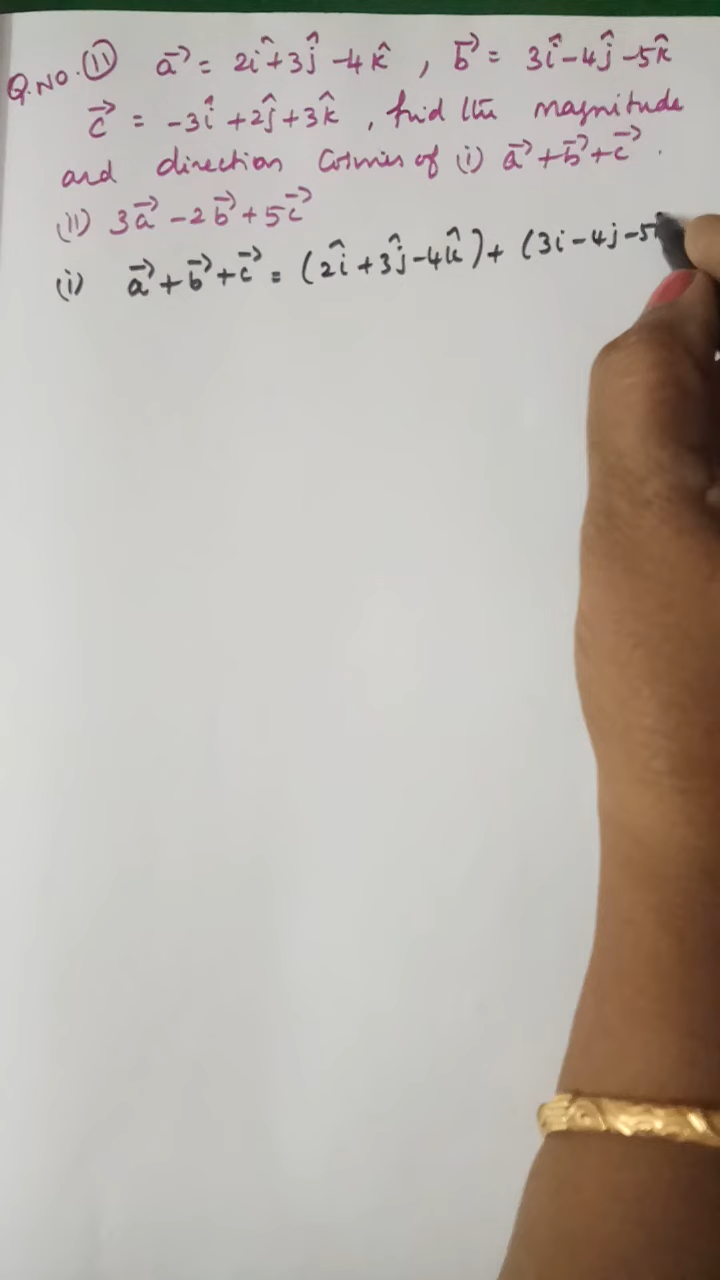 Q.NO. (11) a⃗ = 2î+3ĵ-4k̂ , b⃗ = 3î-4ĵ-5k̂
c⃗ = -3î+2ĵ+3k̂ , find the magnitude
and direction cosines of (i) a⃗+b⃗+c⃗ .
(ii) 3a⃗-2b⃗+5c⃗
(i) a⃗+b⃗+c⃗ = (2î+3ĵ-4k̂)+(3i-4j-5